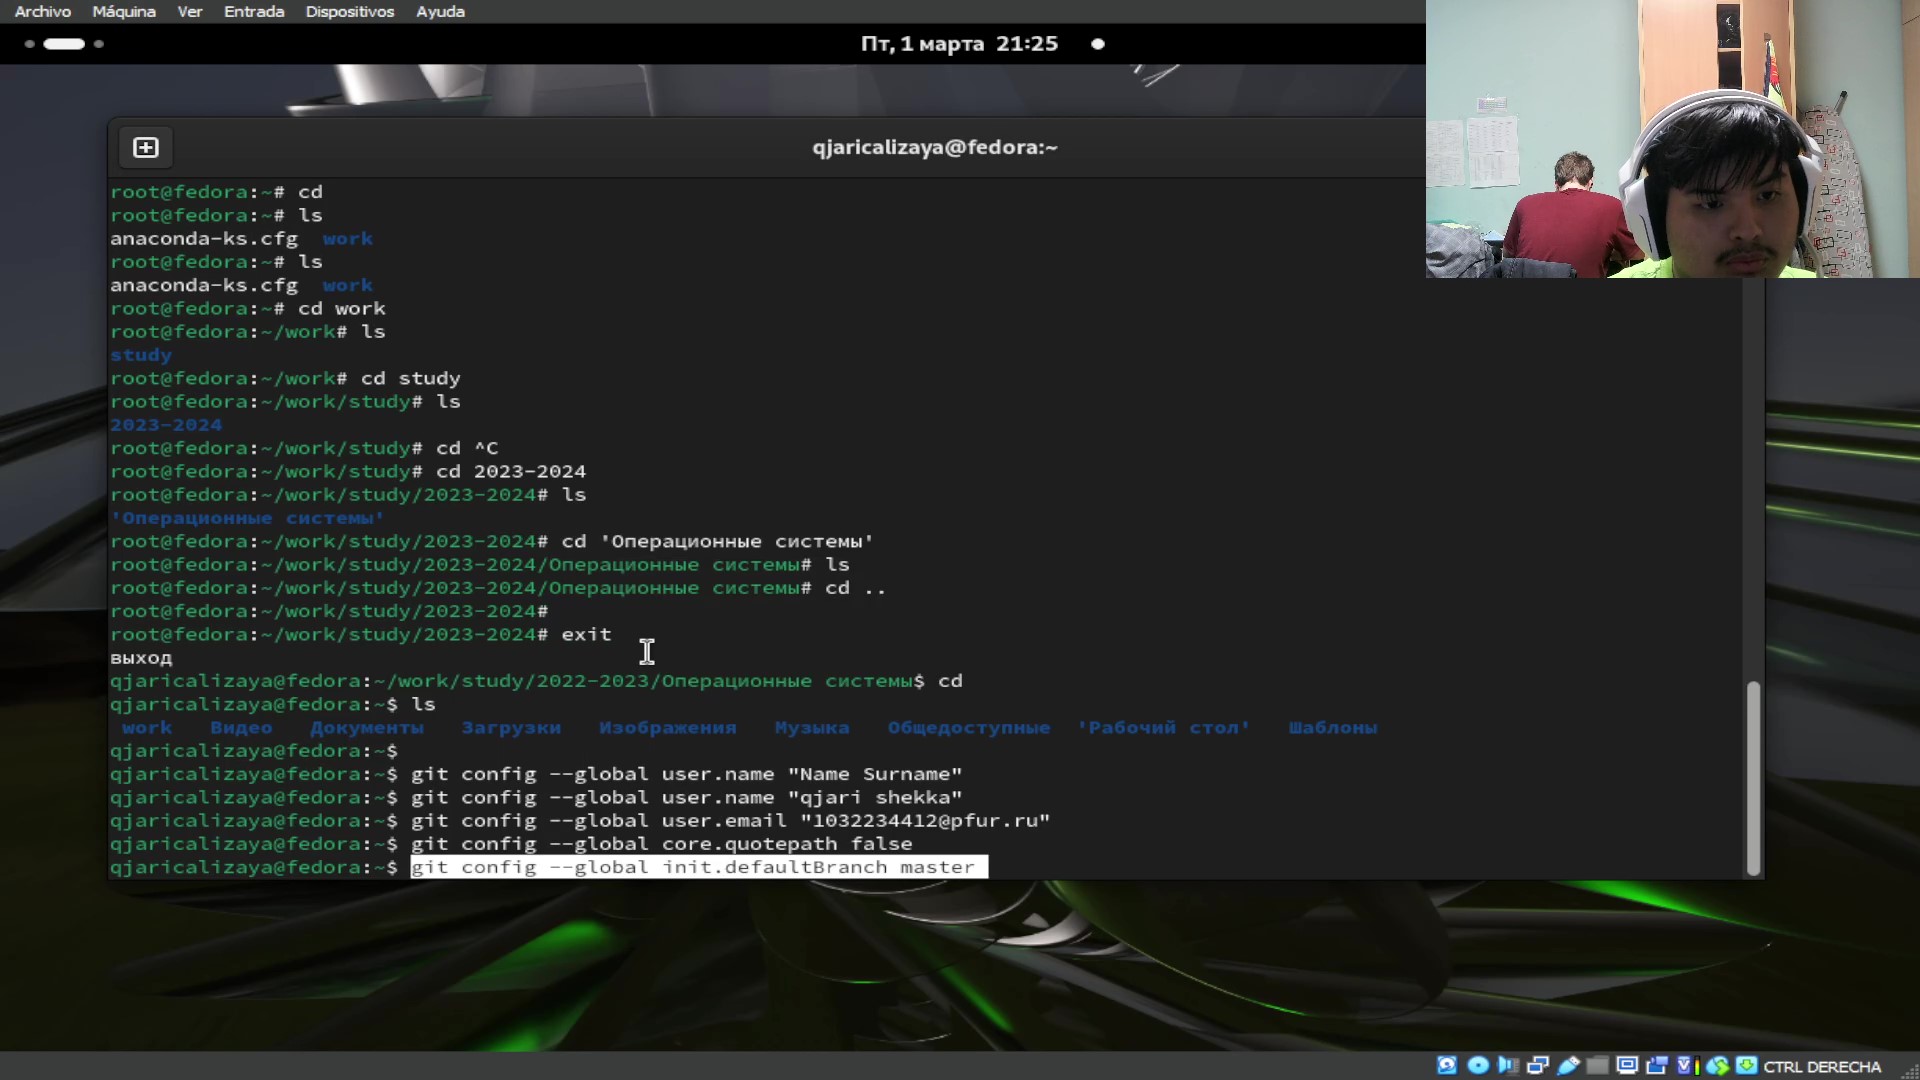 Archivo Máquina Ver Entrada Dispositivos Ayuda
Пт, 1 марта 21:25
qjaricalizaya@fedora:~
root@fedora:~# cd
root@fedora:~# ls
anaconda-ks.cfg work
root@fedora:~# ls
anaconda-ks.cfg work
root@fedora:~# cd work
root@fedora:~/work# ls
study
root@fedora:~/work# cd study
root@fedora:~/work/study# ls
2023-2024
root@fedora:~/work/study# cd ^C
root@fedora:~/work/study# cd 2023-2024
root@fedora:~/work/study/2023-2024# ls
'Операционные системы'
root@fedora:~/work/study/2023-2024# cd 'Операционные системы'
root@fedora:~/work/study/2023-2024/Операционные системы# ls
root@fedora:~/work/study/2023-2024/Операционные системы# cd ..
root@fedora:~/work/study/2023-2024#
root@fedora:~/work/study/2023-2024# exit
выход
qjaricalizaya@fedora:~/work/study/2022-2023/Операционные системы$ cd
qjaricalizaya@fedora:~$ ls
work Видео Документы Загрузки Изображения Музыка Общедоступные 'Рабочий стол' Шаблоны
qjaricalizaya@fedora:~$
qjaricalizaya@fedora:~$ git config --global user.name "Name Surname"
qjaricalizaya@fedora:~$ git config --global user.name "qjari shekka"
qjaricalizaya@fedora:~$ git config --global user.email "1032234412@pfur.ru"
qjaricalizaya@fedora:~$ git config --global core.quotepath false
qjaricalizaya@fedora:~$ git config --global init.defaultBranch master
CTRL DERECHA